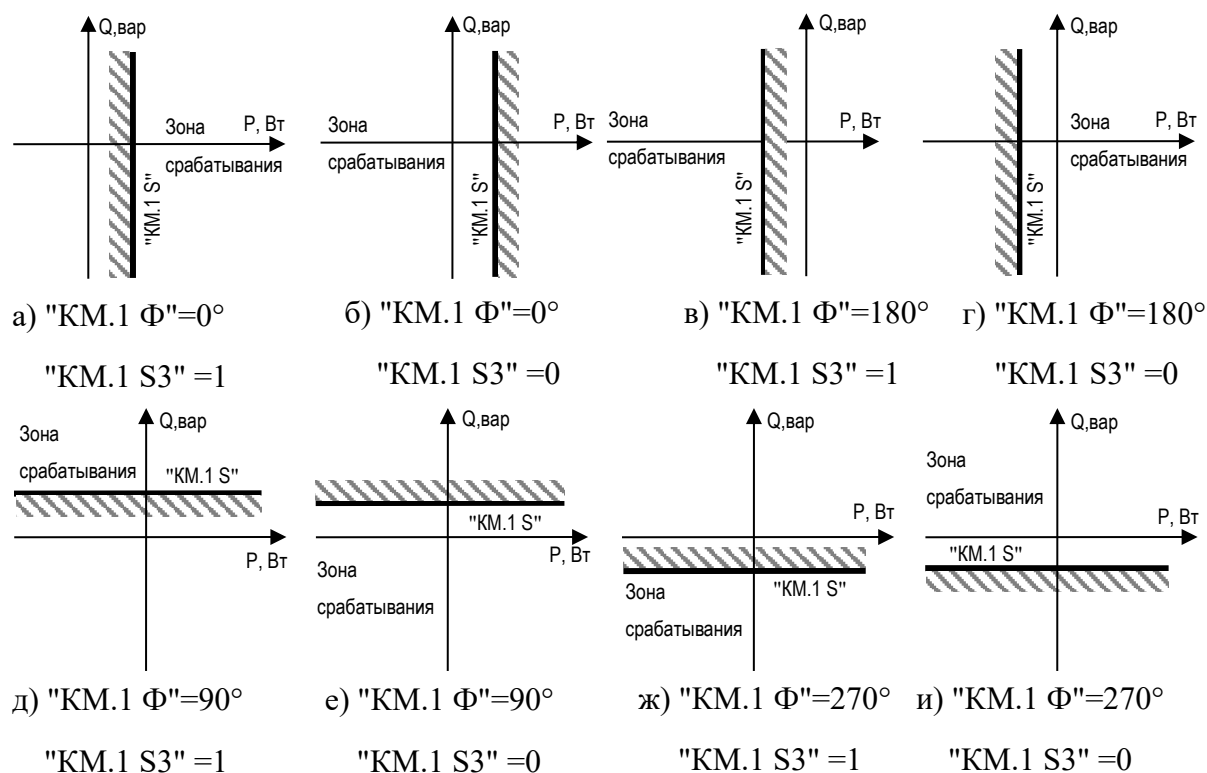 Q,вар
Зона
P, Вт
срабатывания
"КМ.1 S"
а) "КМ.1 Ф"=0°
"КМ.1 S3" =1
Q,вар
Зона
P, Вт
срабатывания
"КМ.1 S"
б) "КМ.1 Ф"=0°
"КМ.1 S3" =0
Q,вар
Зона
P, Вт
срабатывания
"КМ.1 S"
в) "КМ.1 Ф"=180°
"КМ.1 S3" =1
Q,вар
Зона
P, Вт
срабатывания
"КМ.1 S"
г) "КМ.1 Ф"=180°
"КМ.1 S3" =0
Q,вар
Зона
срабатывания
"КМ.1 S"
P, Вт
д) "КМ.1 Ф"=90°
"КМ.1 S3" =1
Q,вар
"КМ.1 S"
P, Вт
Зона
срабатывания
е) "КМ.1 Ф"=90°
"КМ.1 S3" =0
Q,вар
P, Вт
"КМ.1 S"
Зона
срабатывания
ж) "КМ.1 Ф"=270°
"КМ.1 S3" =1
Q,вар
Зона
срабатывания
P, Вт
"КМ.1 S"
и) "КМ.1 Ф"=270°
"КМ.1 S3" =0